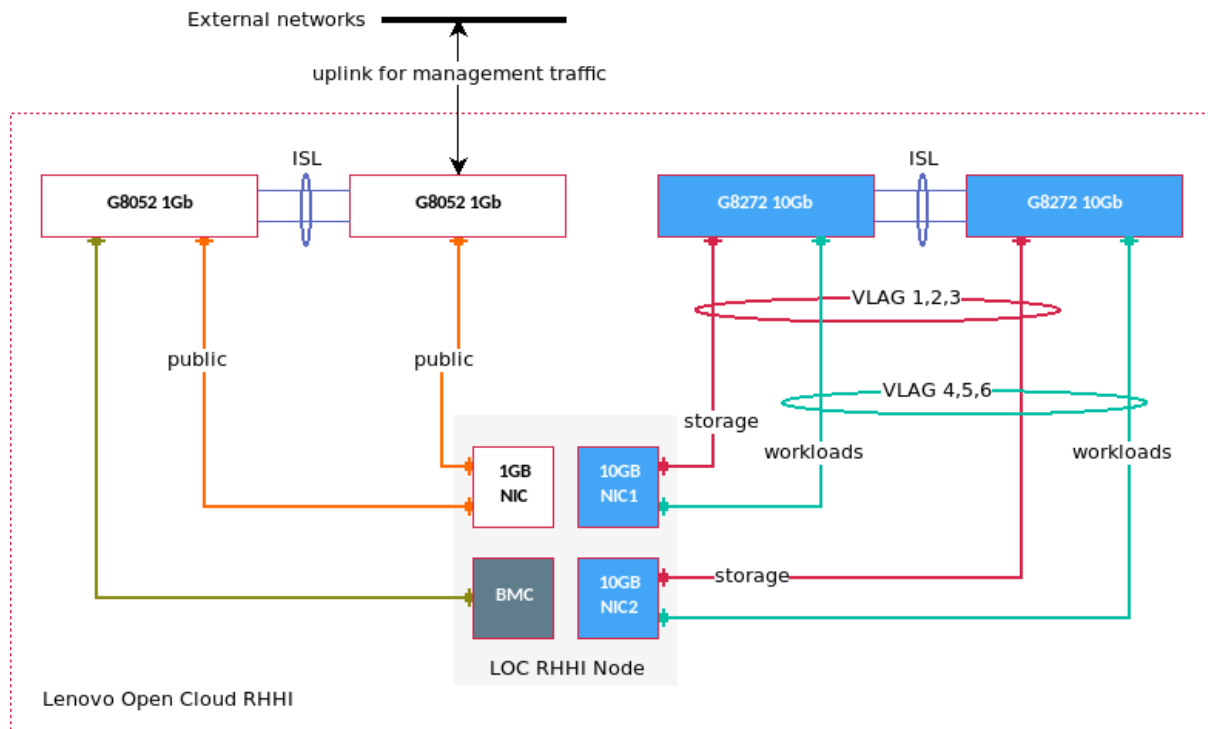 External networks
uplink for management traffic
ISL
ISL
G8052 1Gb
G8052 1Gb
G8272 10Gb
G8272 10Gb
VLAG 1,2,3
public
public
VLAG 4,5,6
storage
workloads
workloads
1GB
NIC
10GB
NIC1
storage
BMC
10GB
NIC2
LOC RHHI Node
Lenovo Open Cloud RHHI